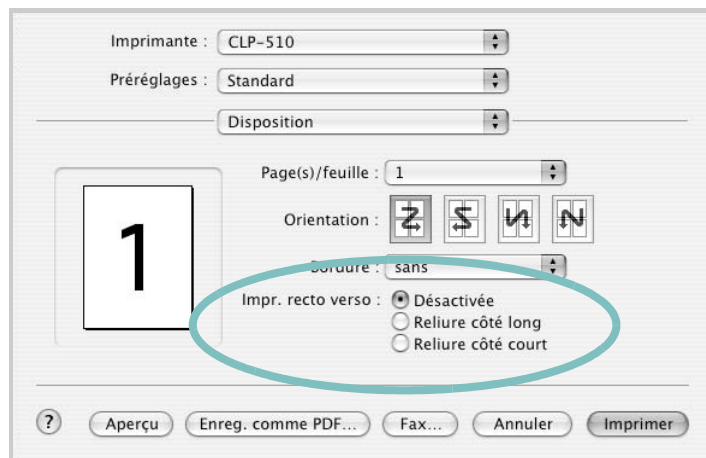 Imprimante : CLP-510
Préréglages : Standard
Disposition
Page(s)/feuille : 1
Orientation :
1
Bordure : sans
Impr. recto verso : Désactivée
Reliure côté long
Reliure côté court
? Aperçu Enreg. comme PDF... Fax... Annuler Imprimer